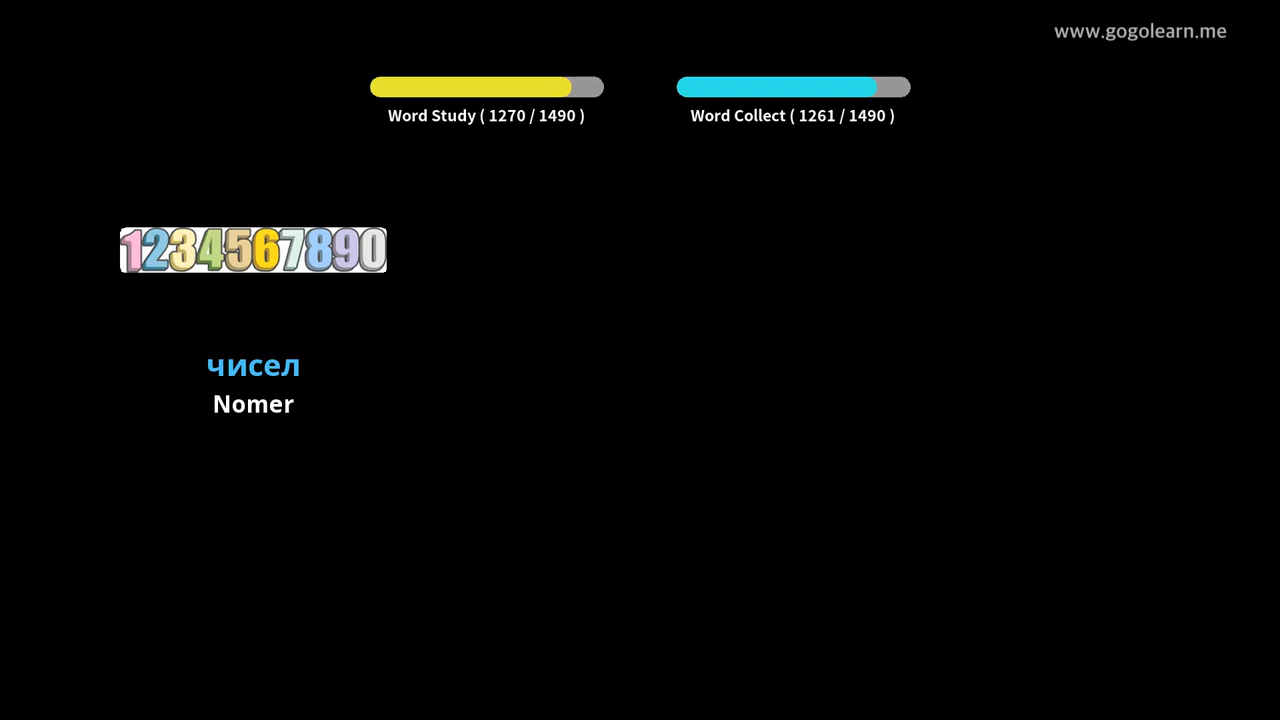 www.gogolearn.me
Word Study ( 1270 / 1490 )
Word Collect ( 1261 / 1490 )
1234567890
чисел
Nomer